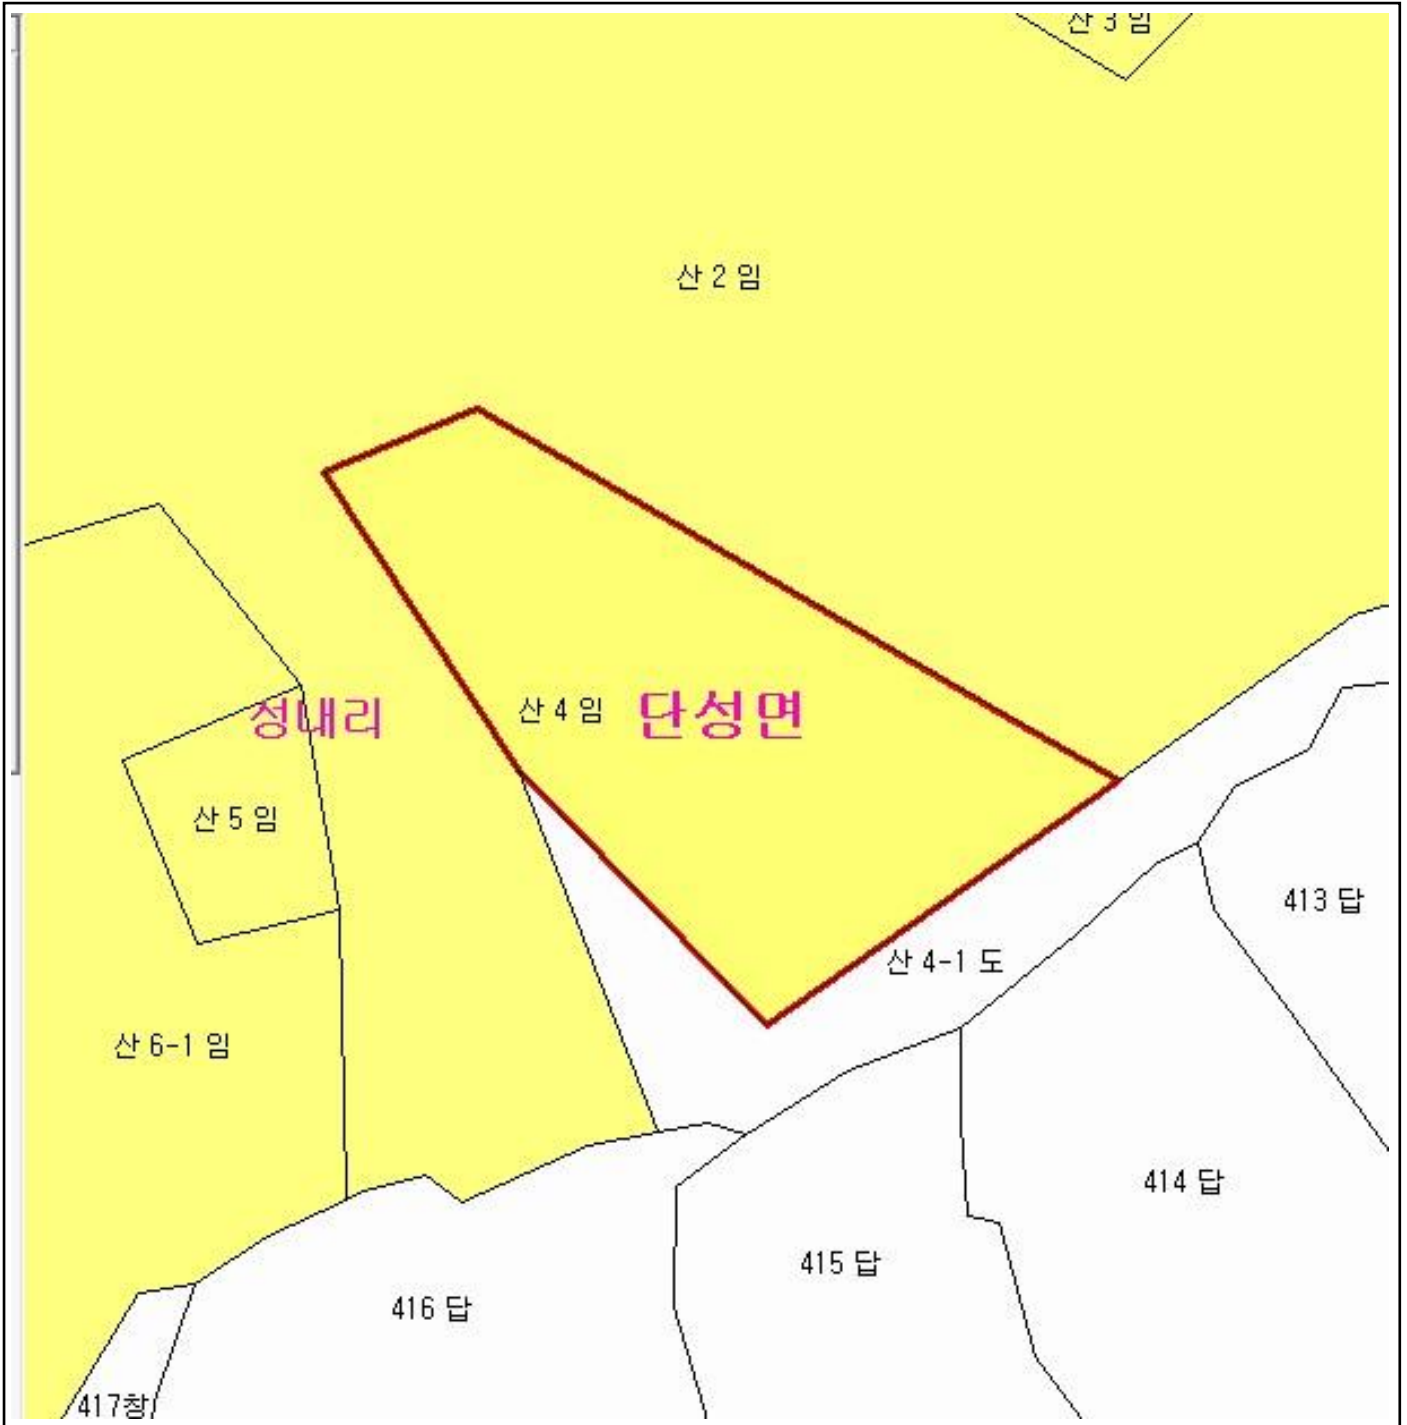 산 3 임
산 2 임
산 4 임
단성면
성내리
산 5 임
413 답
산 4-1 도
산 6-1 임
414 답
415 답
416 답
417창